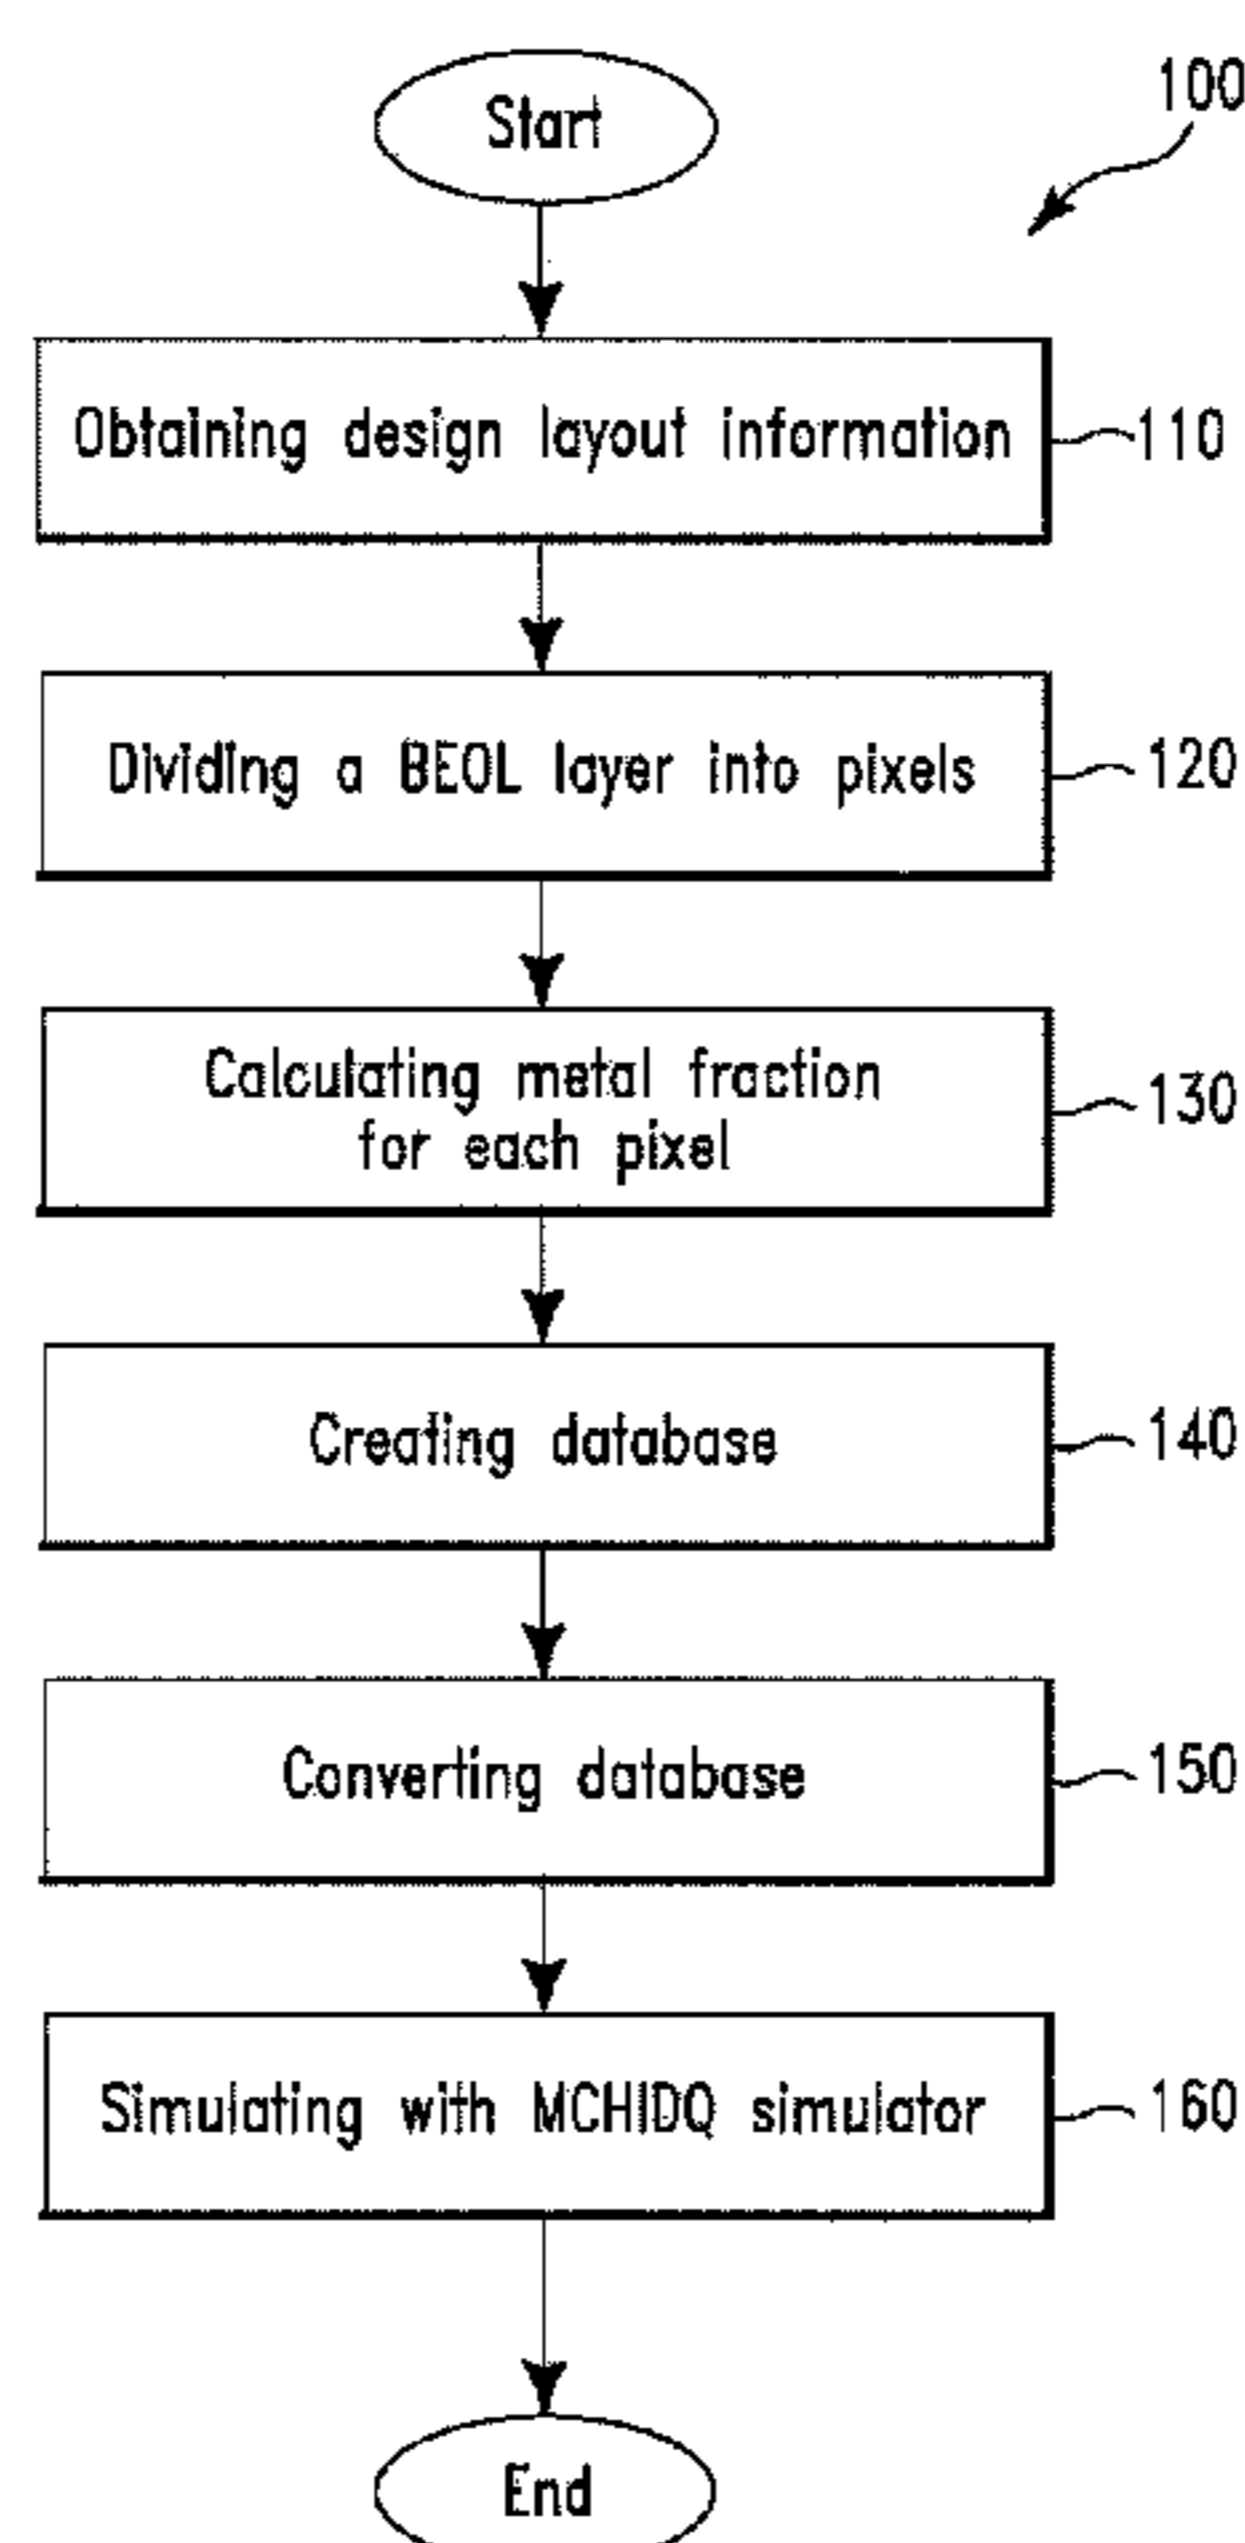 Start
100
Obtaining design layout information
110
Dividing a BEOL layer into pixels
120
Calculating metal fraction
for each pixel
130
Creating database
140
Converting database
150
Simulating with MCHIDQ simulator
160
End